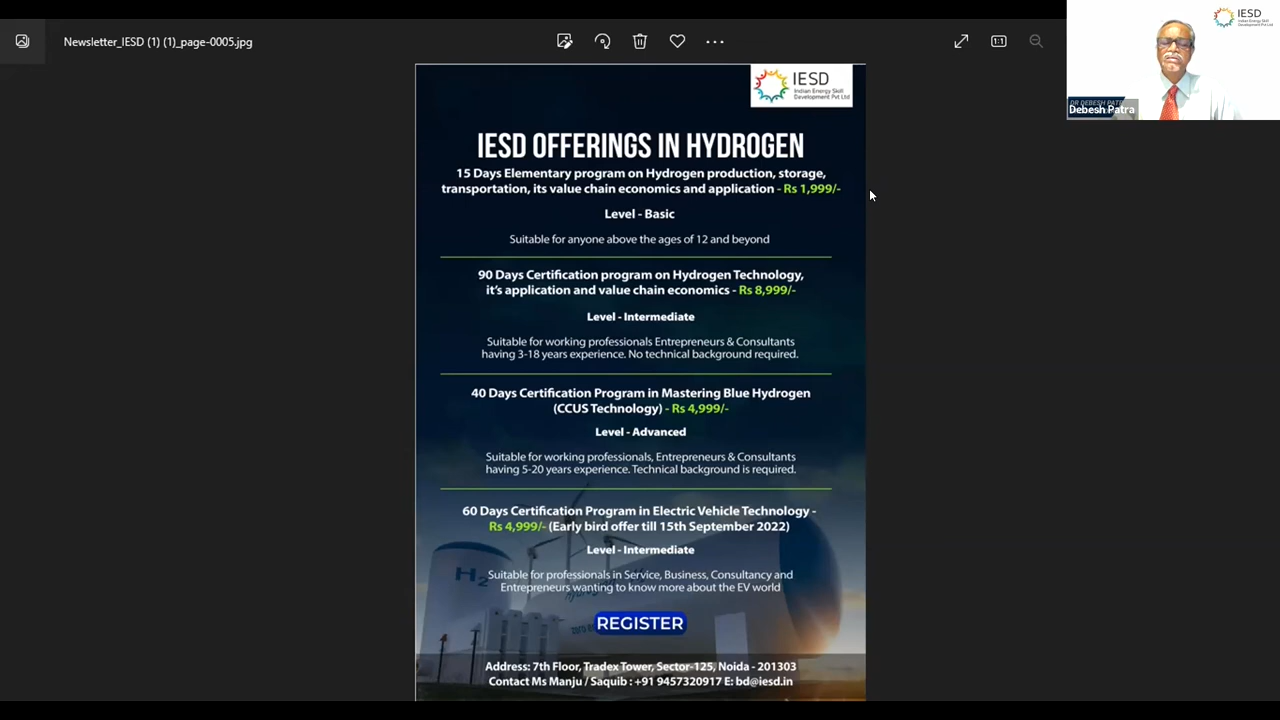 Newsletter_IESD (1) (1)_page-0005.jpg
IESD
Indian Energy Skill
Development Pvt Ltd
Debesh Patra
IESD
Indian Energy Skill
Development Pvt Ltd
IESD OFFERINGS IN HYDROGEN
15 Days Elementary program on Hydrogen production, storage,
transportation, its value chain economics and application - Rs 1,999/-
Level - Basic
Suitable for anyone above the ages of 12 and beyond
90 Days Certification program on Hydrogen Technology,
it's application and value chain economics - Rs 8,999/-
Level - Intermediate
Suitable for working professionals Entrepreneurs & Consultants
having 3-18 years experience. No technical background required.
40 Days Certification Program in Mastering Blue Hydrogen
(CCUS Technology) - Rs 4,999/-
Level - Advanced
Suitable for working professionals, Entrepreneurs & Consultants
having 5-20 years experience. Technical background is required.
60 Days Certification Program in Electric Vehicle Technology -
Rs 4,999/- (Early bird offer till 15th September 2022)
Level - Intermediate
Suitable for professionals in Service, Business, Consultancy and
Entrepreneurs wanting to know more about the EV world
H2
REGISTER
Address: 7th Floor, Tradex Tower, Sector-125, Noida - 201303
Contact Ms Manju / Saquib : +91 9457320917 E: bd@iesd.in